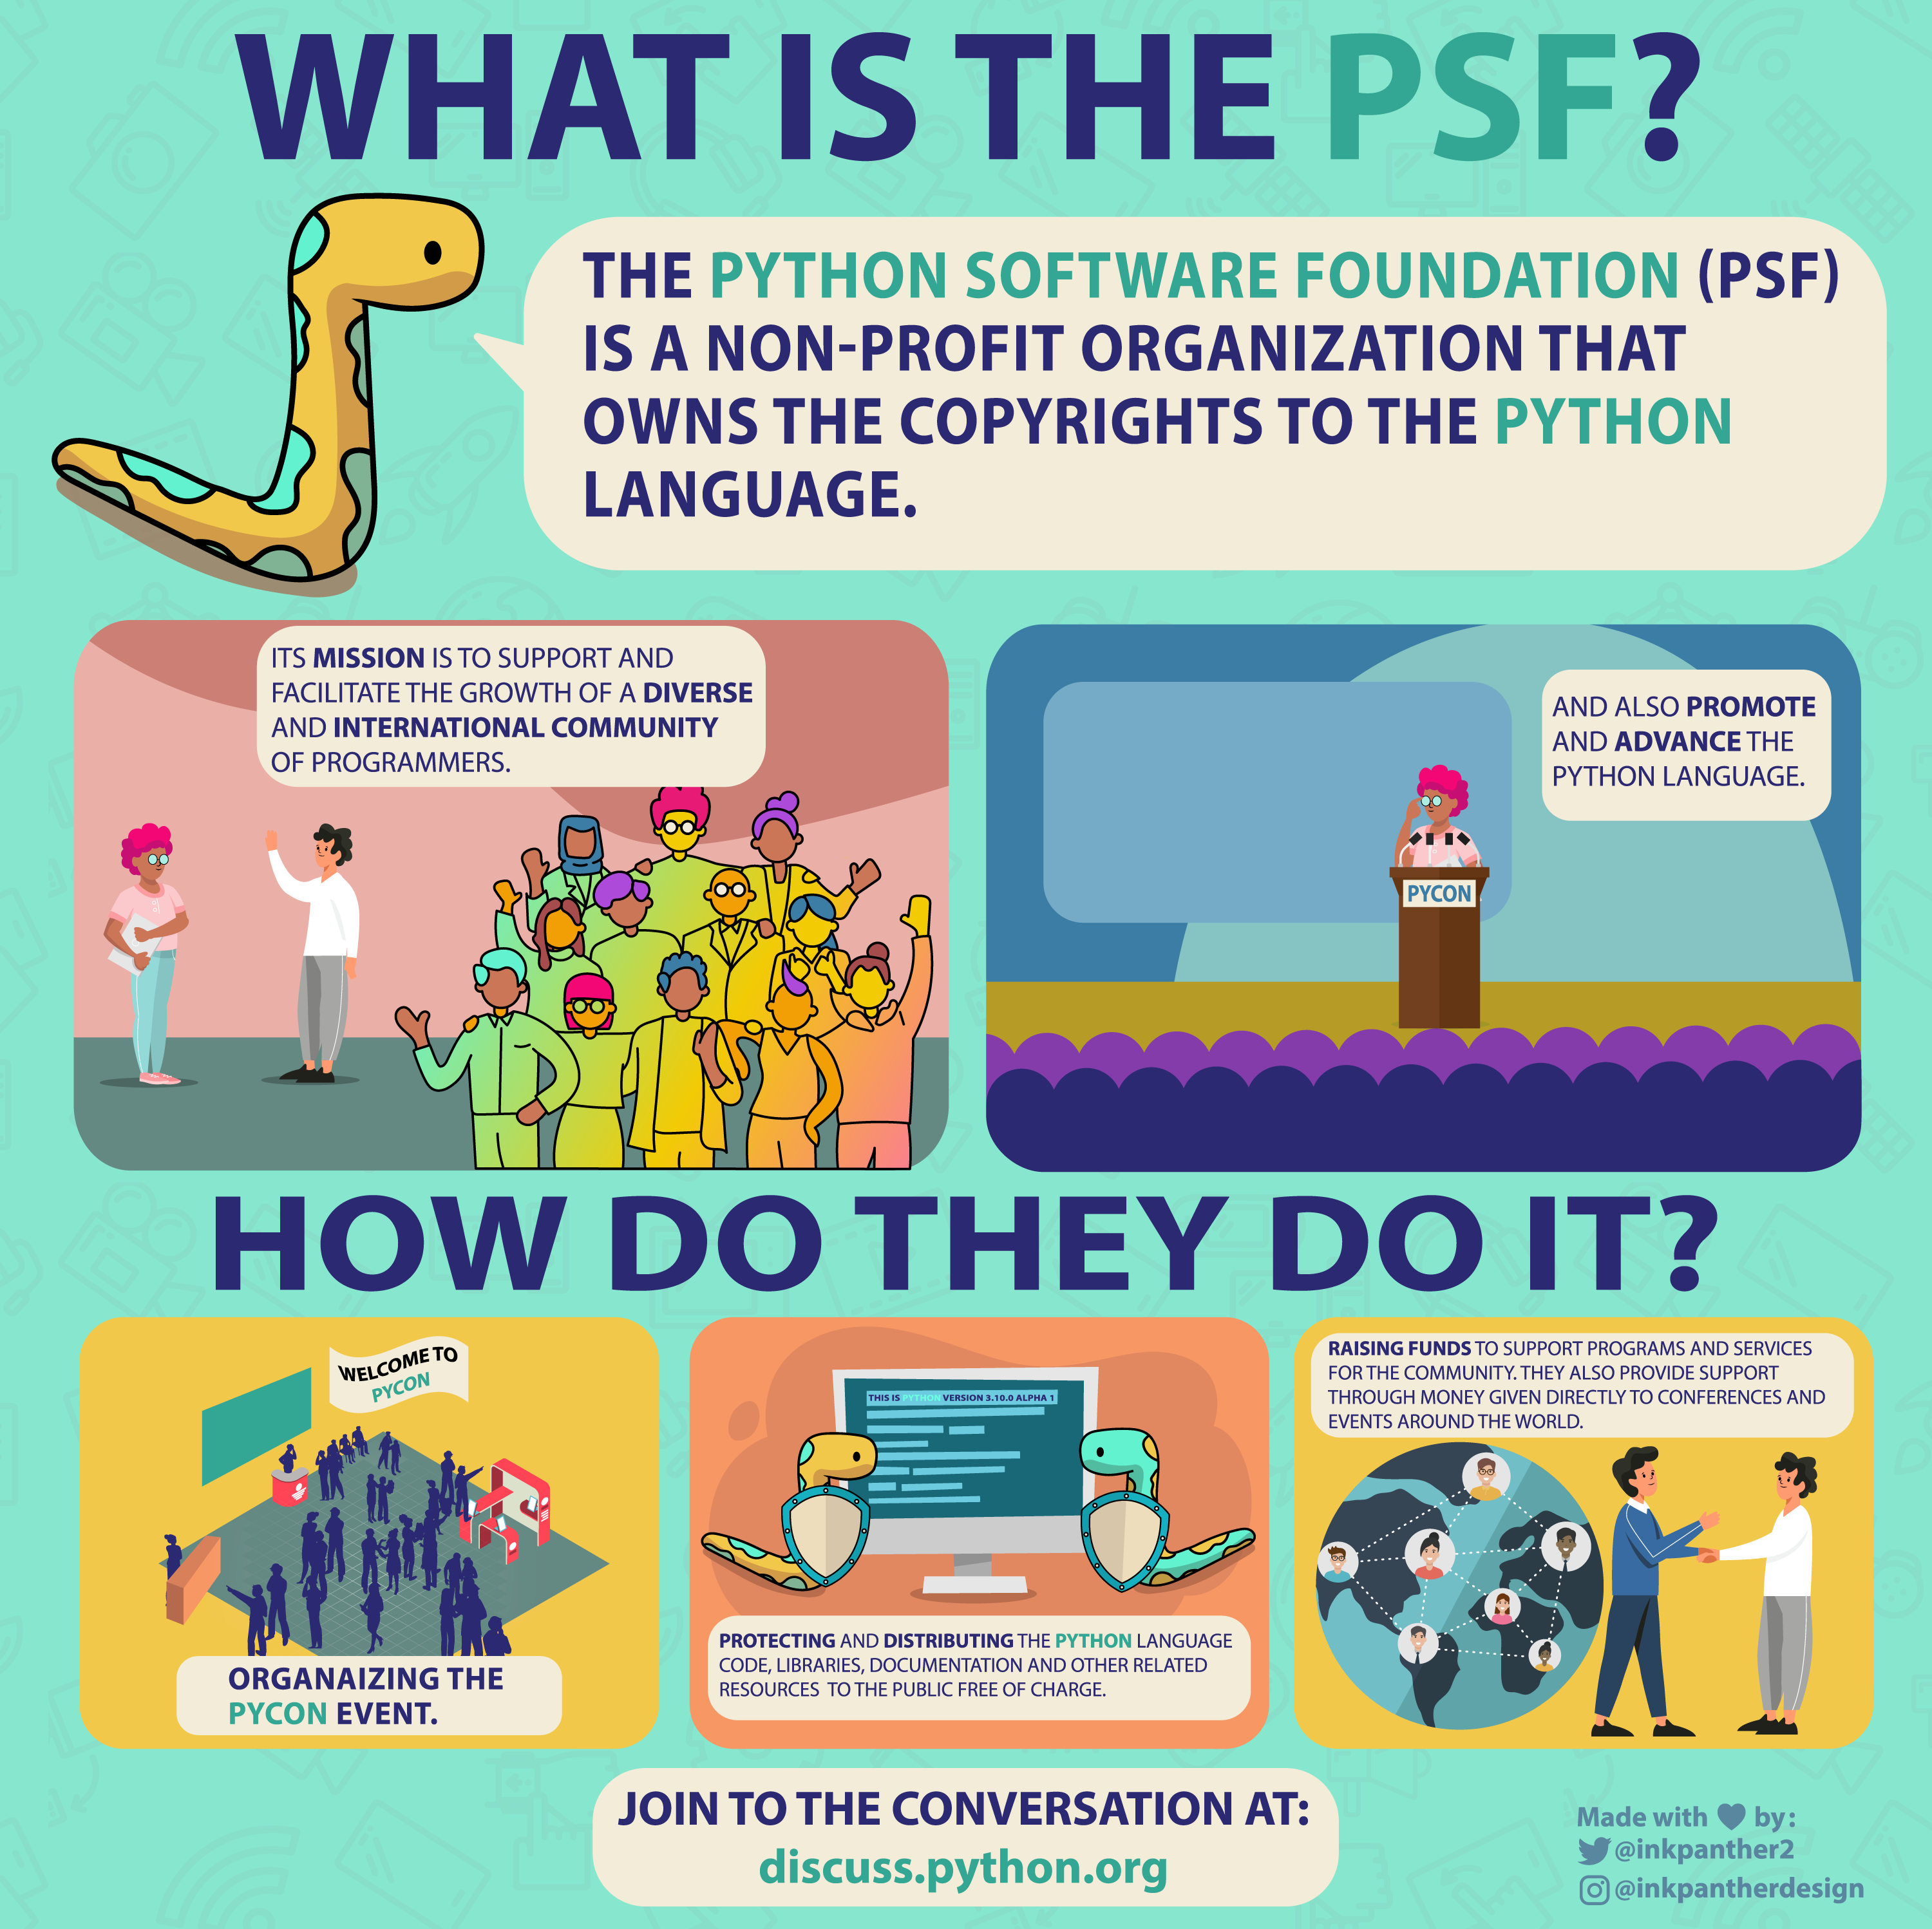 WHAT IS THE PSF?
THE PYTHON SOFTWARE FOUNDATION (PSF)
IS A NON-PROFIT ORGANIZATION THAT
OWNS THE COPYRIGHTS TO THE PYTHON
LANGUAGE.
ITS MISSION IS TO SUPPORT AND
FACILITATE THE GROWTH OF A DIVERSE
AND INTERNATIONAL COMMUNITY
OF PROGRAMMERS.
AND ALSO PROMOTE
AND ADVANCE THE
PYTHON LANGUAGE.
PYCON
HOW DO THEY DO IT?
WELCOME TO
PYCON
ORGANAIZING THE
PYCON EVENT.
THIS IS PYTHON VERSION 3.10.0 ALPHA 1
PROTECTING AND DISTRIBUTING THE PYTHON LANGUAGE
CODE, LIBRARIES, DOCUMENTATION AND OTHER RELATED
RESOURCES TO THE PUBLIC FREE OF CHARGE.
RAISING FUNDS TO SUPPORT PROGRAMS AND SERVICES
FOR THE COMMUNITY. THEY ALSO PROVIDE SUPPORT
THROUGH MONEY GIVEN DIRECTLY TO CONFERENCES AND
EVENTS AROUND THE WORLD.
JOIN TO THE CONVERSATION AT:
discuss.python.org
Made with by:
@inkpanther2
@inkpantherdesign